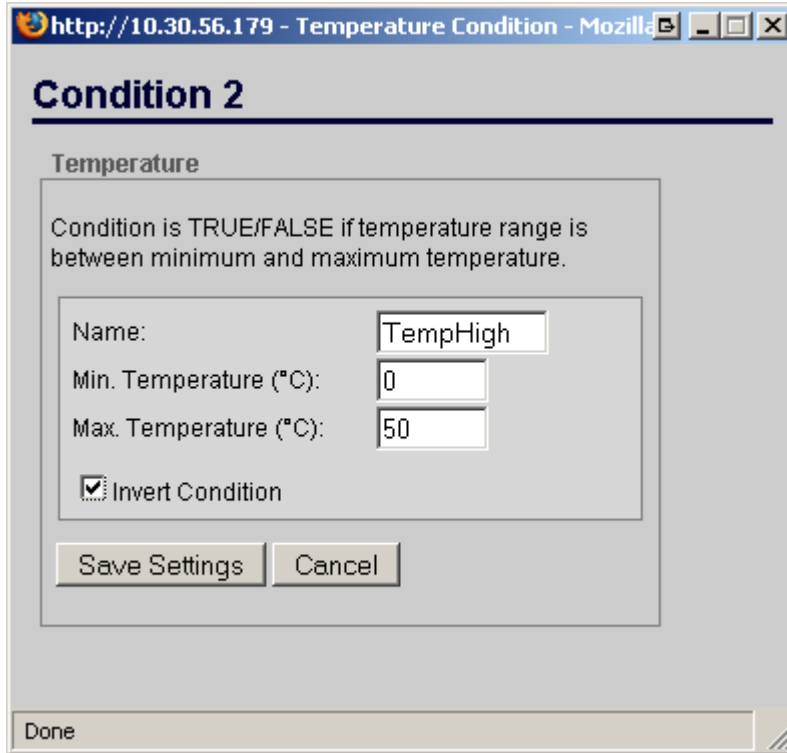 http://10.30.56.179 - Temperature Condition - Mozilla
Condition 2
Temperature
Condition is TRUE/FALSE if temperature range is
between minimum and maximum temperature.
Name: TempHigh
Min. Temperature (°C): 0
Max. Temperature (°C): 50
Invert Condition
Save Settings Cancel
Done